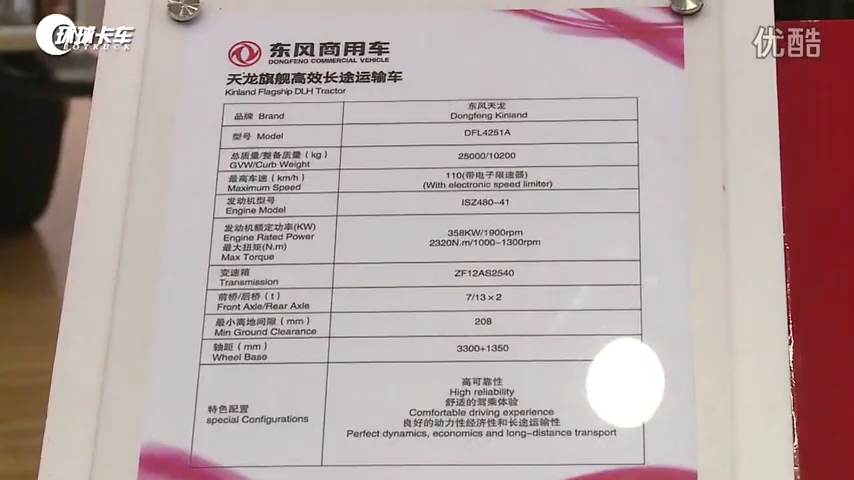 环球卡车
BOTRUCK
优酷
东风商用车
DONGFENG COMMERCIAL VEHICLE
天龙旗舰高效长途运输车
Kinland Flagship DLH Tractor
品牌 Brand
东风天龙
Dongfeng Kinland
型号 Model
DFL4251A
总质量/整备质量（kg）
GVW/Curb Weight
25000/10200
最高车速（km/h）
Maximum Speed
110(带电子限速器)
(With electronic speed limiter)
发动机型号
Engine Model
ISZ480-41
发动机额定功率(KW)
Engine Rated Power
最大扭矩(N.m)
Max Torque
358KW/1900rpm
2320N.m/1000-1300rpm
变速箱
Transmission
ZF12AS2540
前桥/后桥（t）
Front Axle/Rear Axle
7/13×2
最小离地间隙（mm）
Min Ground Clearance
208
轴距（mm）
Wheel Base
3300+1350
特色配置
special Configurations
高可靠性
High reliability
舒适的驾乘体验
Comfortable driving experience
良好的动力性经济性和长途运输性
Perfect dynamics, economics and long-distance transport